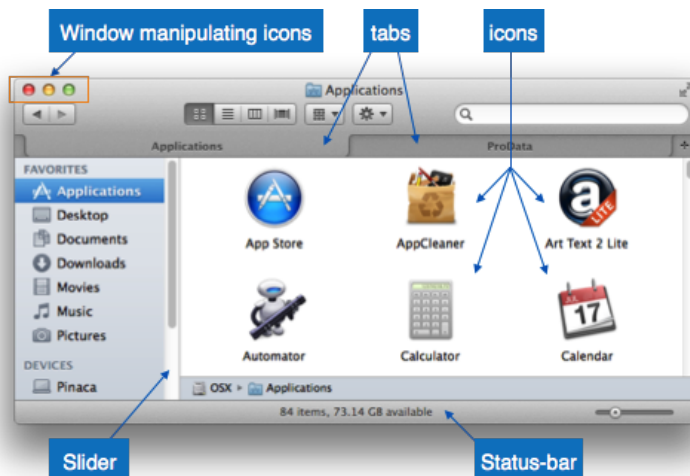 Window manipulating icons
tabs
icons
Applications
Applications
ProData
FAVORITES
Applications
Desktop
Documents
Downloads
Movies
Music
Pictures
DEVICES
Pinaca
App Store
AppCleaner
a
LITE
Art Text 2 Lite
Automator
Calculator
JUL
17
Calendar
OSX ▸ Applications
84 items, 73.14 GB available
Slider
Status-bar